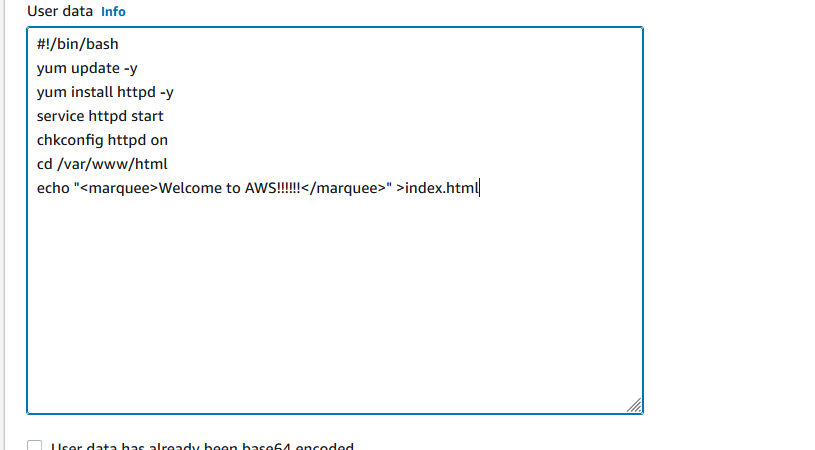 User data Info
#!/bin/bash
yum update -y
yum install httpd -y
service httpd start
chkconfig httpd on
cd /var/www/html
echo "<marquee>Welcome to AWS!!!!!!</marquee>" >index.html
User data has already been base64 encoded